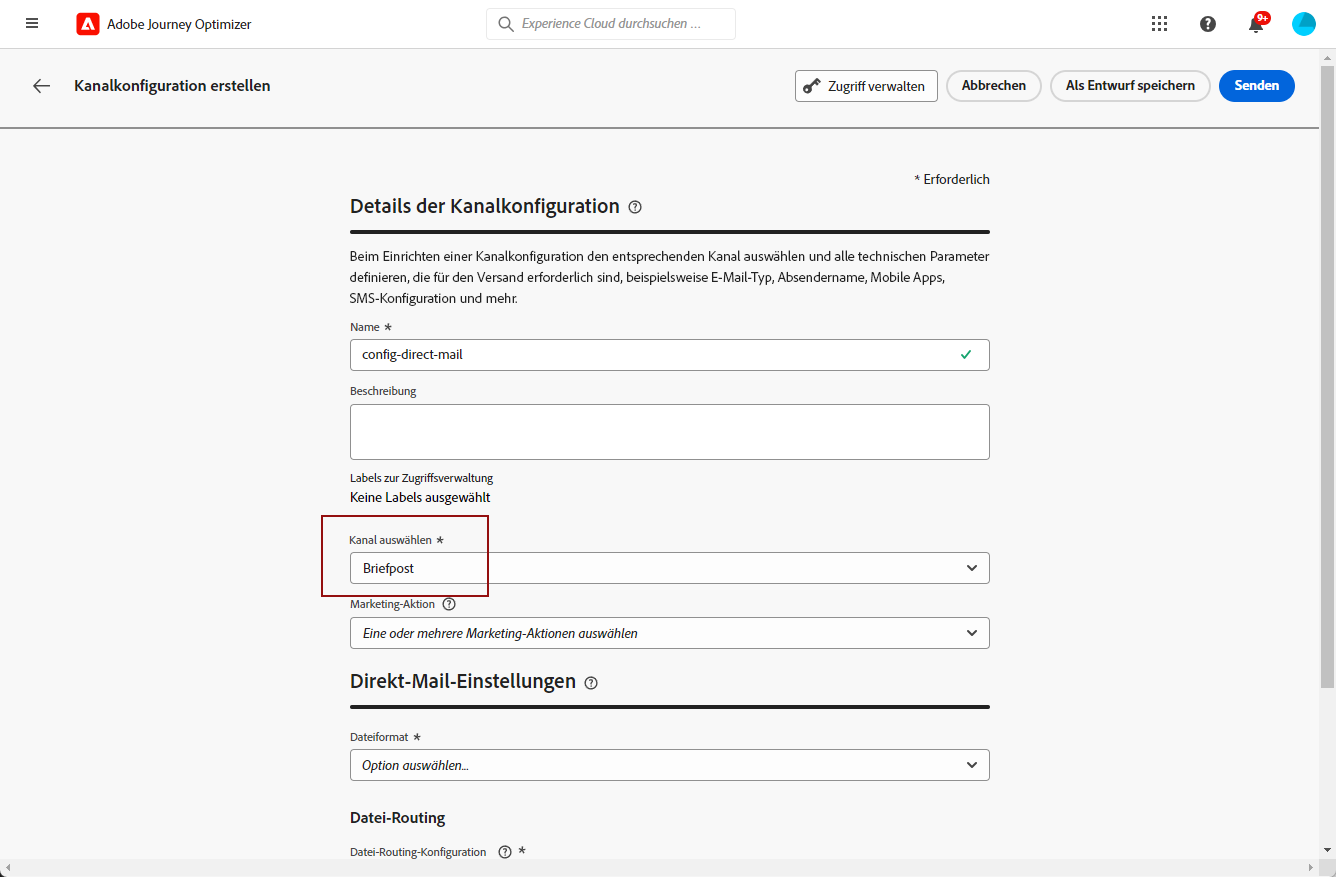 Adobe Journey Optimizer
Experience Cloud durchsuchen ...
9+
Kanalkonfiguration erstellen
Zugriff verwalten
Abbrechen
Als Entwurf speichern
Senden
* Erforderlich
Details der Kanalkonfiguration
Beim Einrichten einer Kanalkonfiguration den entsprechenden Kanal auswählen und alle technischen Parameter
definieren, die für den Versand erforderlich sind, beispielsweise E-Mail-Typ, Absendername, Mobile Apps,
SMS-Konfiguration und mehr.
Name *
config-direct-mail
Beschreibung
Labels zur Zugriffsverwaltung
Keine Labels ausgewählt
Kanal auswählen *
Briefpost
Marketing-Aktion
Eine oder mehrere Marketing-Aktionen auswählen
Direkt-Mail-Einstellungen
Dateiformat *
Option auswählen...
Datei-Routing
Datei-Routing-Konfiguration *